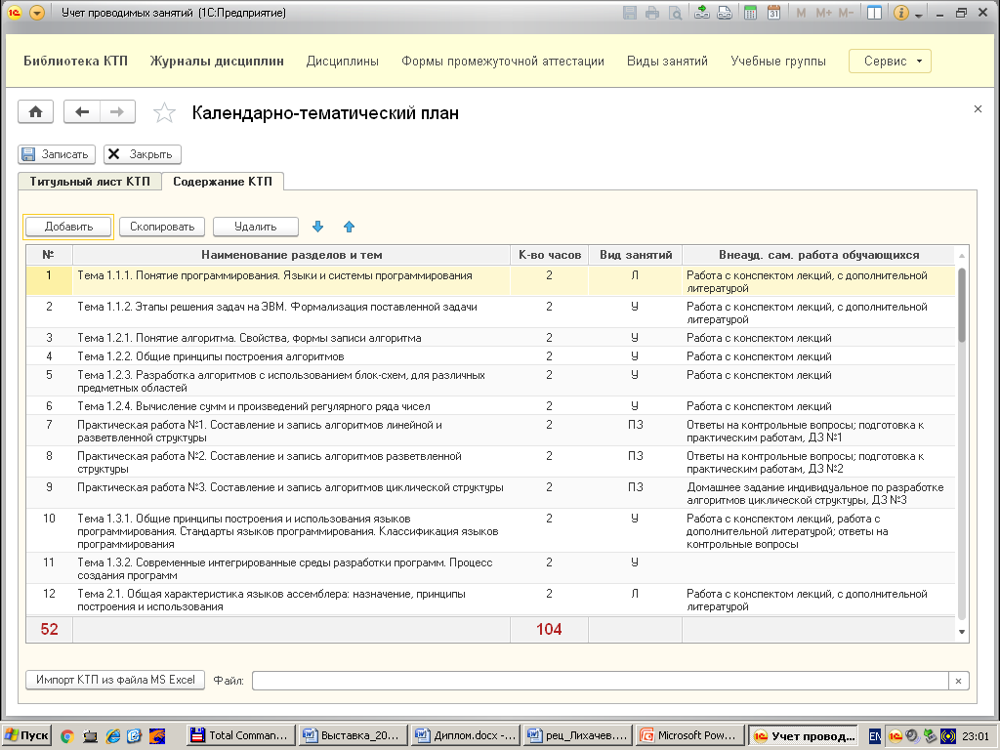 Учет проводимых занятий (1С:Предприятие)
M M+ M-
Библиотека КТП Журналы дисциплин Дисциплины Формы промежуточной аттестации Виды занятий Учебные группы Сервис
Календарно-тематический план
Записать Закрыть
Титульный лист КТП Содержание КТП
Добавить Скопировать Удалить
№ Наименование разделов и тем К-во часов Вид занятий Внеауд. сам. работа обучающихся
1 Тема 1.1.1. Понятие программирования. Языки и системы программирования 2 Л Работа с конспектом лекций, с дополнительной
литературой
2 Тема 1.1.2. Этапы решения задач на ЭВМ. Формализация поставленной задачи 2 У Работа с конспектом лекций, с дополнительной
литературой
3 Тема 1.2.1. Понятие алгоритма. Свойства, формы записи алгоритма 2 У Работа с конспектом лекций
4 Тема 1.2.2. Общие принципы построения алгоритмов 2 У Работа с конспектом лекций
5 Тема 1.2.3. Разработка алгоритмов с использованием блок-схем, для различных 2 У Работа с конспектом лекций
предметных областей
6 Тема 1.2.4. Вычисление сумм и произведений регулярного ряда чисел 2 У Работа с конспектом лекций
7 Практическая работа №1. Составление и запись алгоритмов линейной и 2 ПЗ Ответы на контрольные вопросы; подготовка к
разветвленной структуры практическим работам, ДЗ №1
8 Практическая работа №2. Составление и запись алгоритмов разветвленной 2 ПЗ Ответы на контрольные вопросы; подготовка к
структуры практическим работам, ДЗ №2
9 Практическая работа №3. Составление и запись алгоритмов циклической структуры 2 ПЗ Домашнее задание индивидуальное по разработке
алгоритмов циклической структуры, ДЗ №3
10 Тема 1.3.1. Общие принципы построения и использования языков 2 У Работа с конспектом лекций, работа с
программирования. Стандарты языков программирования. Классификация языков дополнительной литературой; ответы на
программирования контрольные вопросы
11 Тема 1.3.2. Современные интегрированные среды разработки программ. Процесс 2 У
создания программ
12 Тема 2.1. Общая характеристика языков ассемблера: назначение, принципы 2 Л Работа с конспектом лекций, с дополнительной
построения и использования литературой
52 104
Импорт КТП из файла MS Excel Файл:
Пуск Total Comman... Выставка_20... Диплом.docx -... рец_Лихачев.... Microsoft Pow... Учет провод... EN 23:01